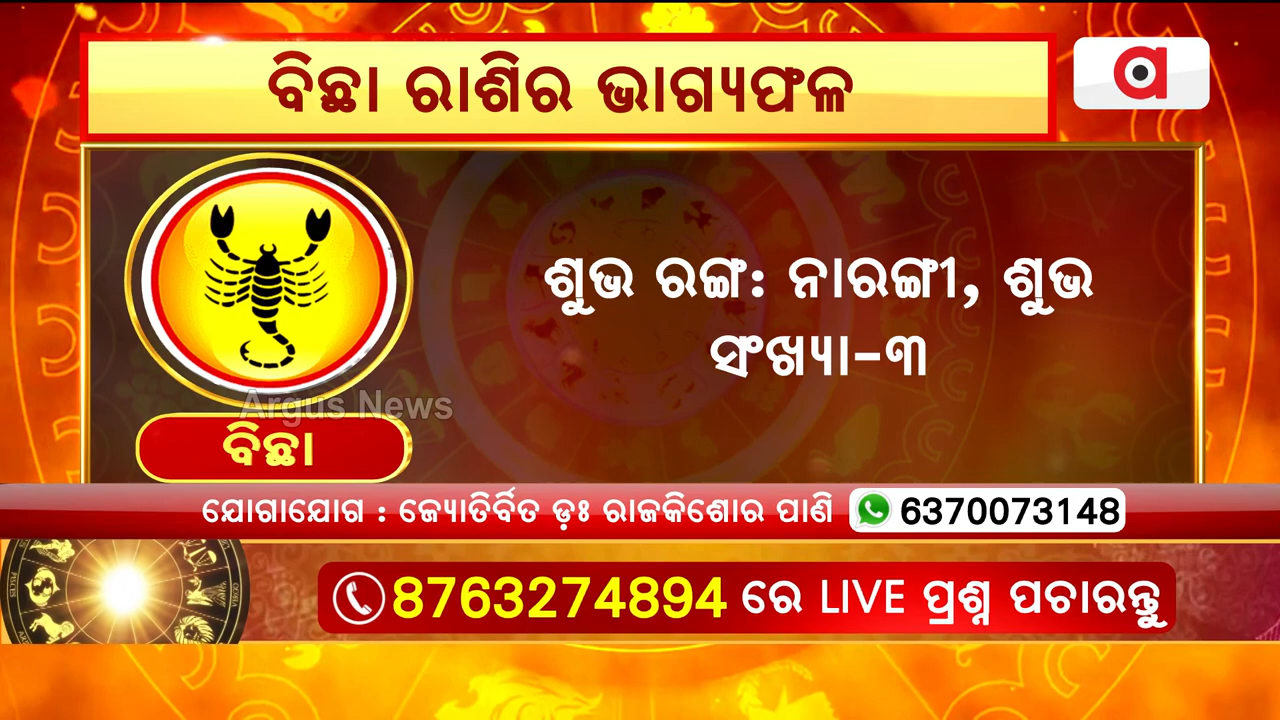 ବିଛା ରାଶିର ଭାଗ୍ୟଫଳ
a
ଶୁଭ ରଙ୍ଗ: ନାରଙ୍ଗୀ, ଶୁଭ
ସଂଖ୍ୟା-୩
Argus News
ବିଛା
ଯୋଗାଯୋଗ : ଜ୍ୟୋତିର୍ବିତ ଡ଼ଃ ରାଜକିଶୋର ପାଣି 6370073148
8763274894 ରେ LIVE ପ୍ରଶ୍ନ ପଚାରନ୍ତୁ